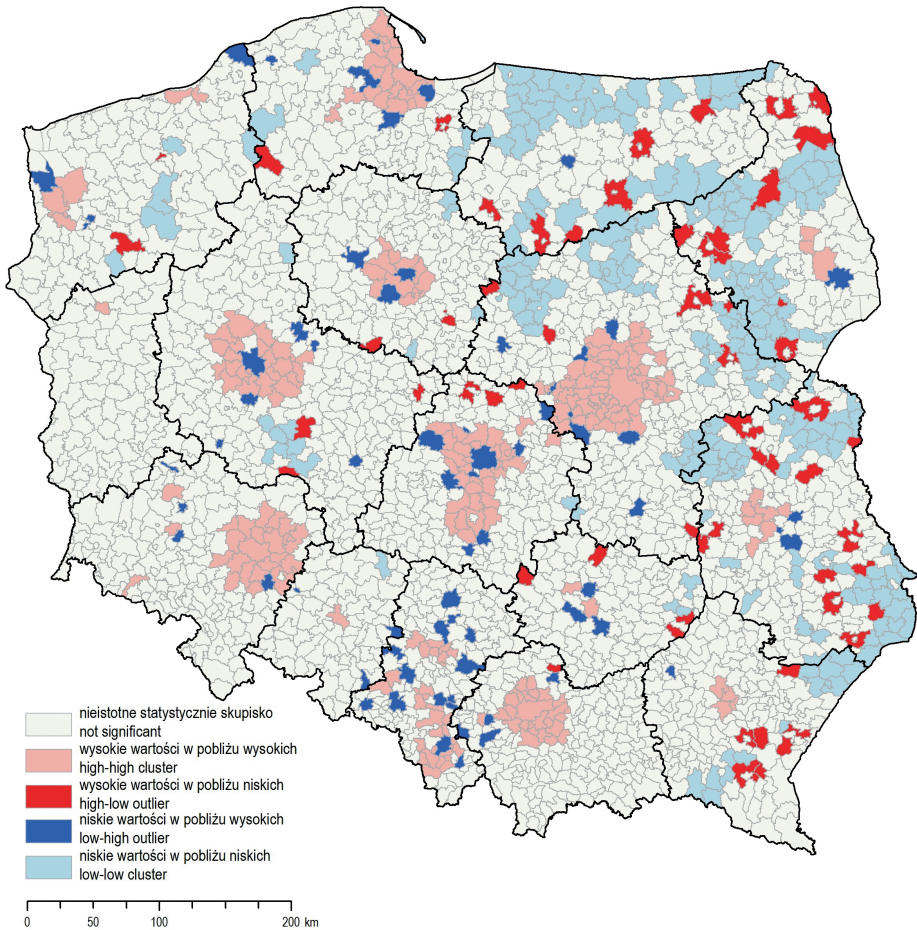 nieistotne statystycznie skupisko
not significant
wysokie wartości w pobliżu wysokich
high-high cluster
wysokie wartości w pobliżu niskich
high-low outlier
niskie wartości w pobliżu wysokich
low-high outlier
niskie wartości w pobliżu niskich
low-low cluster
0 50 100 200 km